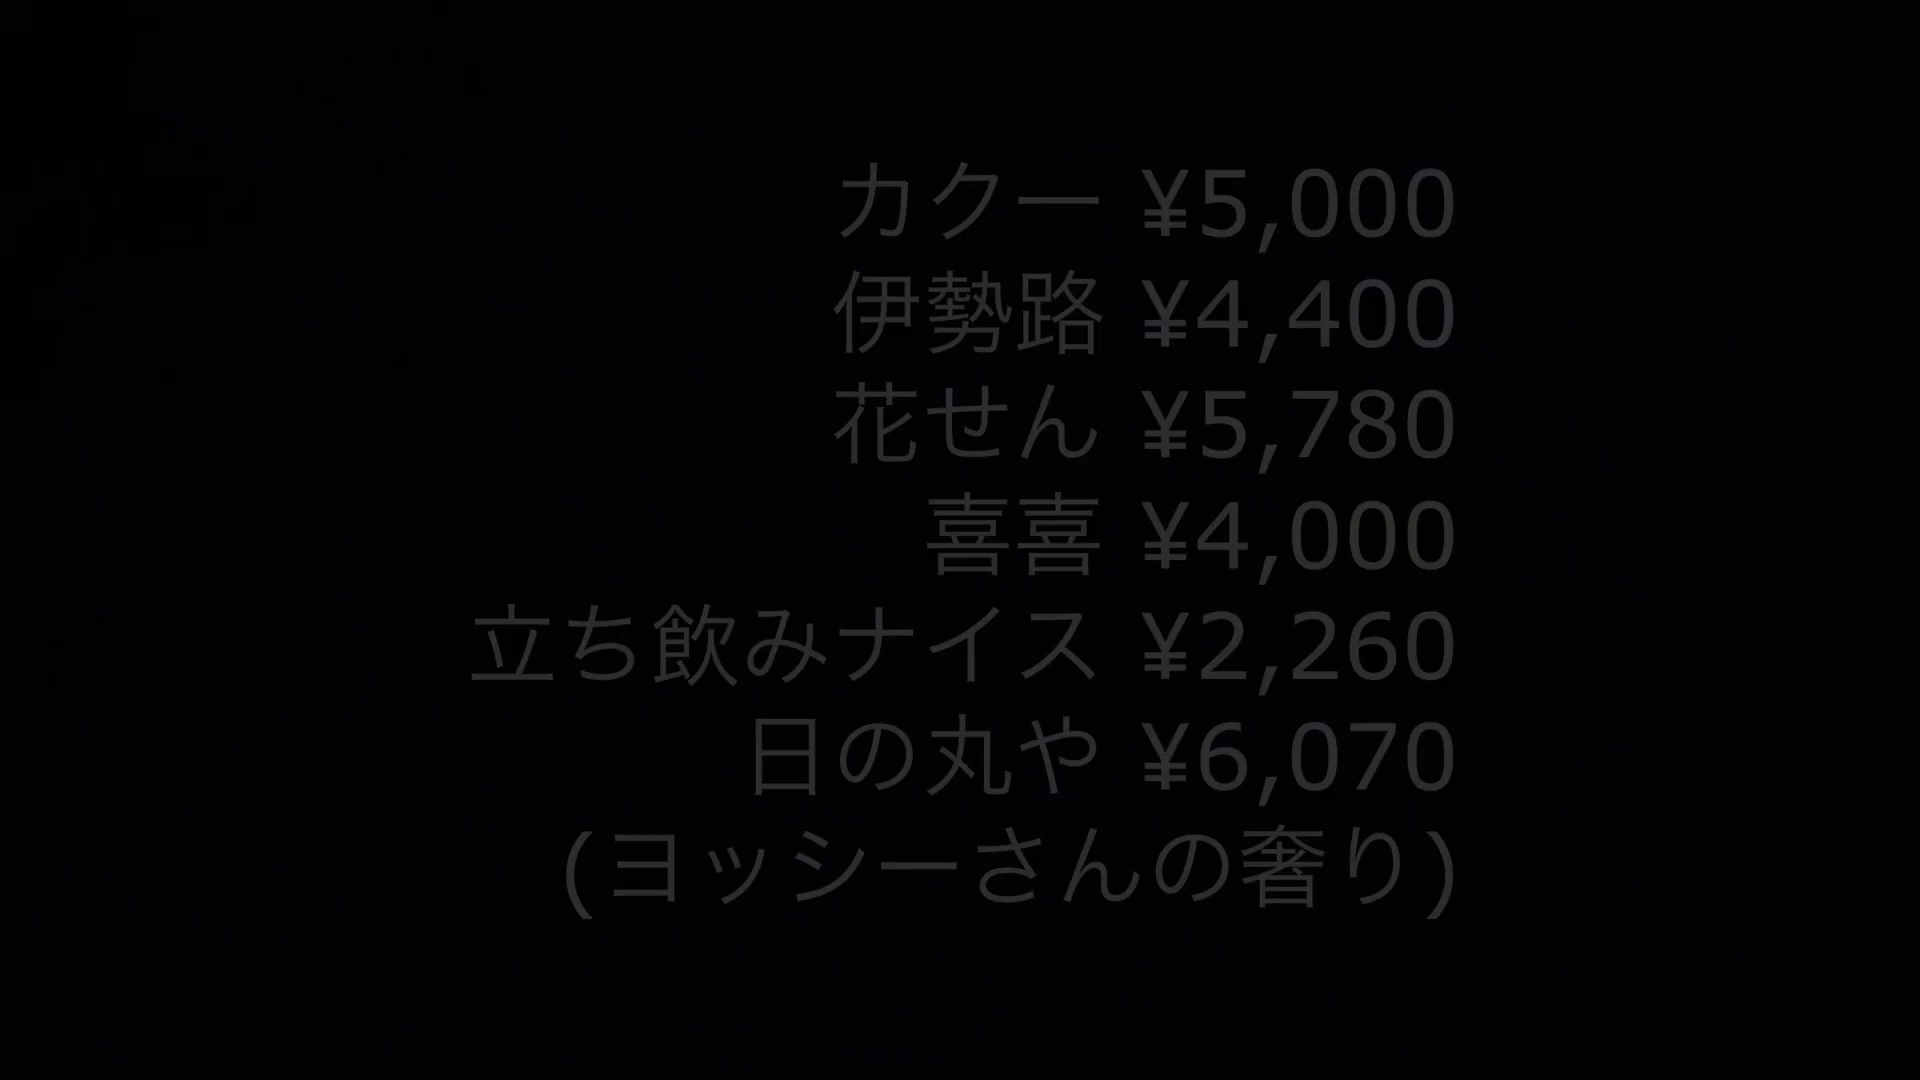 カク一 ¥5,000
伊勢路 ¥4,400
花せん ¥5,780
喜喜 ¥4,000
立ち飲みナイス ¥2,260
日の丸や ¥6,070
(ヨッシーさんの奢り)